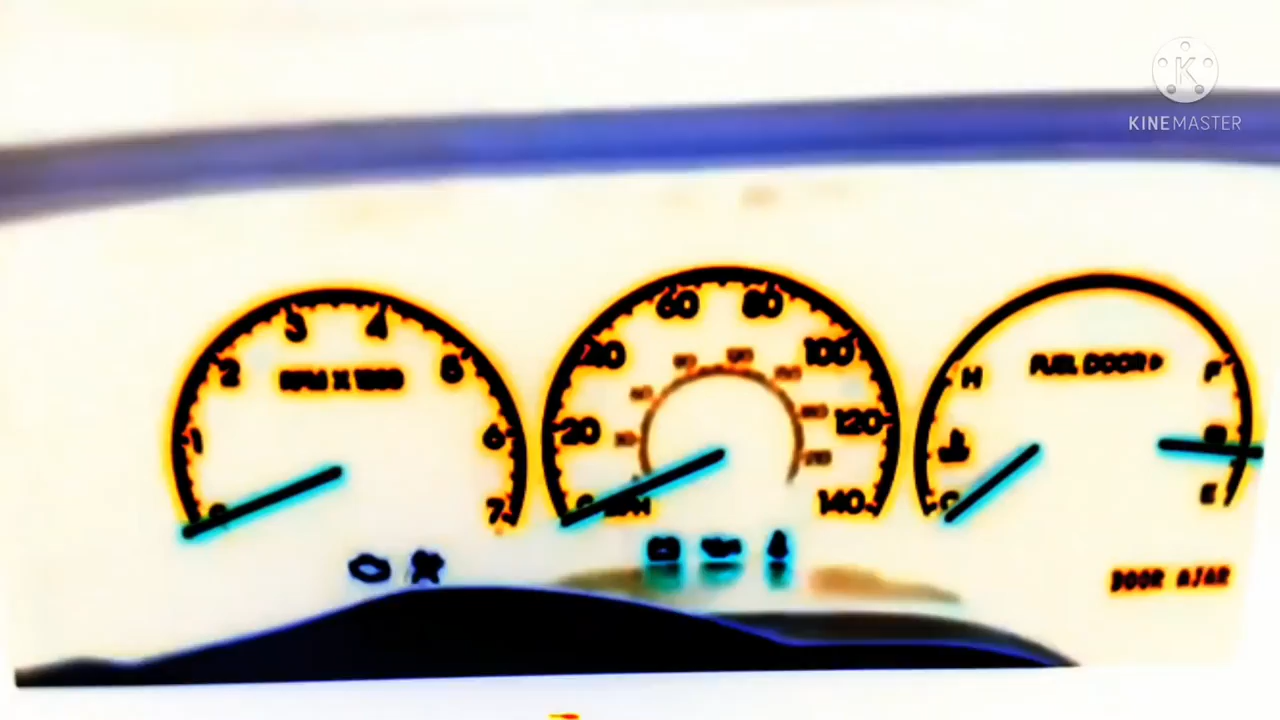 KINEMASTER
60 80
3 4
40 100
2 5
RPM X 1000
FUEL DOOR
H F
20 120
1 6
0 MPH 140
7
C E
DOOR AJAR